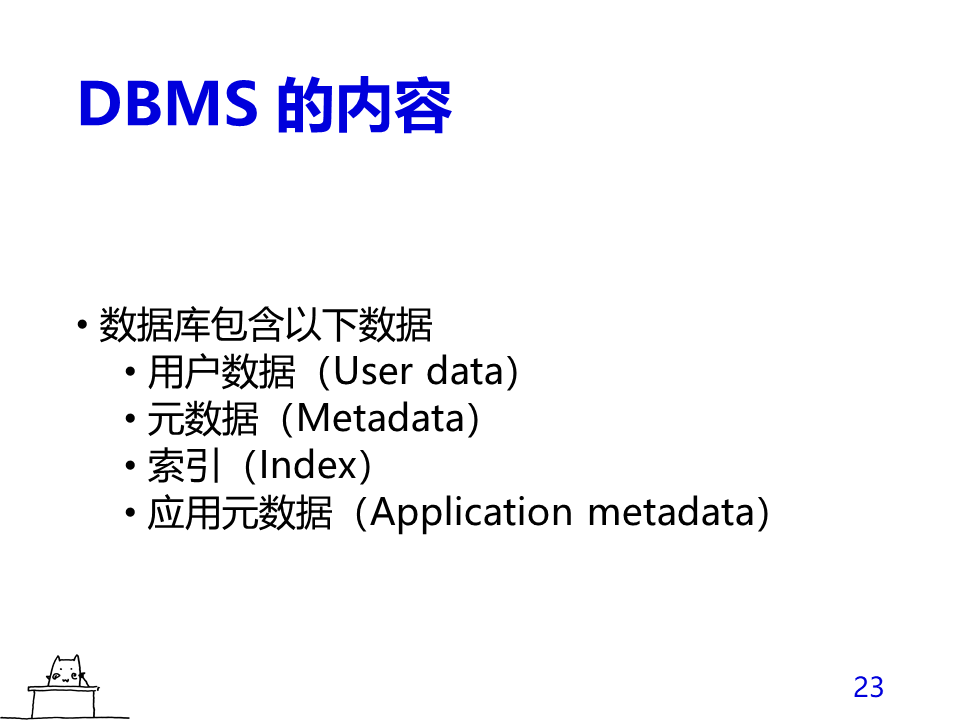 DBMS 的内容
• 数据库包含以下数据
• 用户数据（User data）
• 元数据（Metadata）
• 索引（Index）
• 应用元数据（Application metadata）
23